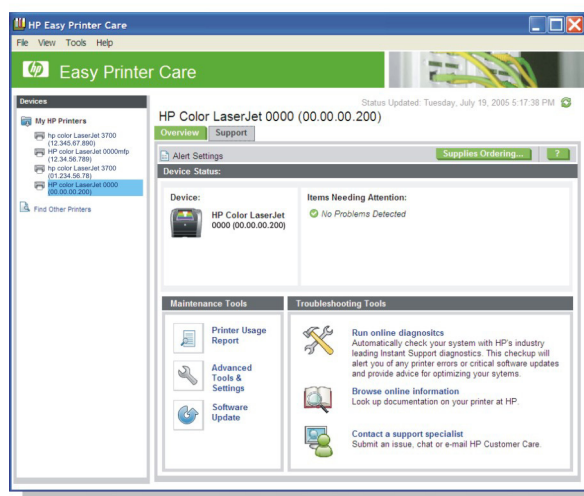 HP Easy Printer Care
File View Tools Help
hp Easy Printer Care
Devices
My HP Printers
hp color LaserJet 3700
(12.345.67.890)
HP color LaserJet 0000mfp
(12.34.56.789)
hp color LaserJet 3700
(01.234.56.78)
HP color LaserJet 0000
(00.00.00.200)
Find Other Printers
Status Updated: Tuesday, July 19, 2005 5:17:38 PM
HP Color LaserJet 0000 (00.00.00.200)
Overview Support
Alert Settings
Supplies Ordering... ?
Device Status:
Device:
HP Color LaserJet
0000 (00.00.00.200)
Items Needing Attention:
No Problems Detected
Maintenance Tools
Printer Usage
Report
Advanced
Tools &
Settings
Software
Update
Troubleshooting Tools
Run online diagnositcs
Automatically check your system with HP's industry
leading Instant Support diagnostics. This checkup will
alert you of any printer errors or critical software updates
and provide advice for optimizing your sytems.
Browse online information
Look up documentation on your printer at HP.
Contact a support specialist
Submit an issue, chat or e-mail HP Customer Care.